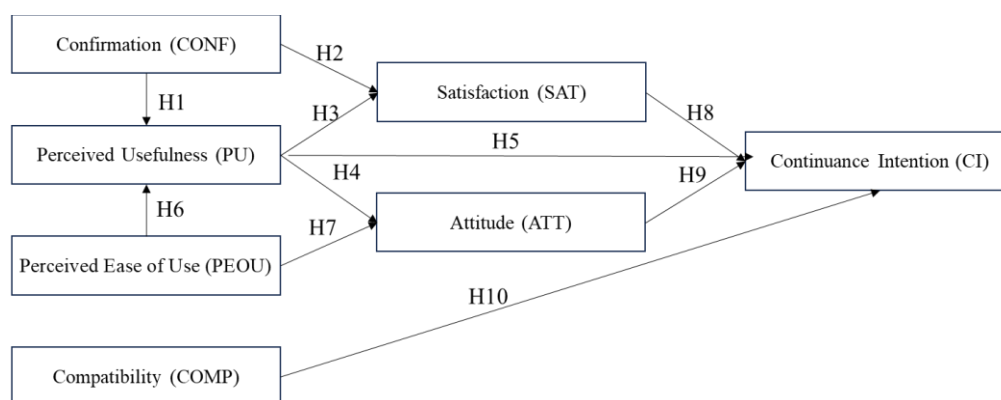 Confirmation (CONF)
H2
Satisfaction (SAT)
H1
H3
H8
Perceived Usefulness (PU)
H5
Continuance Intention (CI)
H4
H9
H6
Attitude (ATT)
H7
Perceived Ease of Use (PEOU)
H10
Compatibility (COMP)